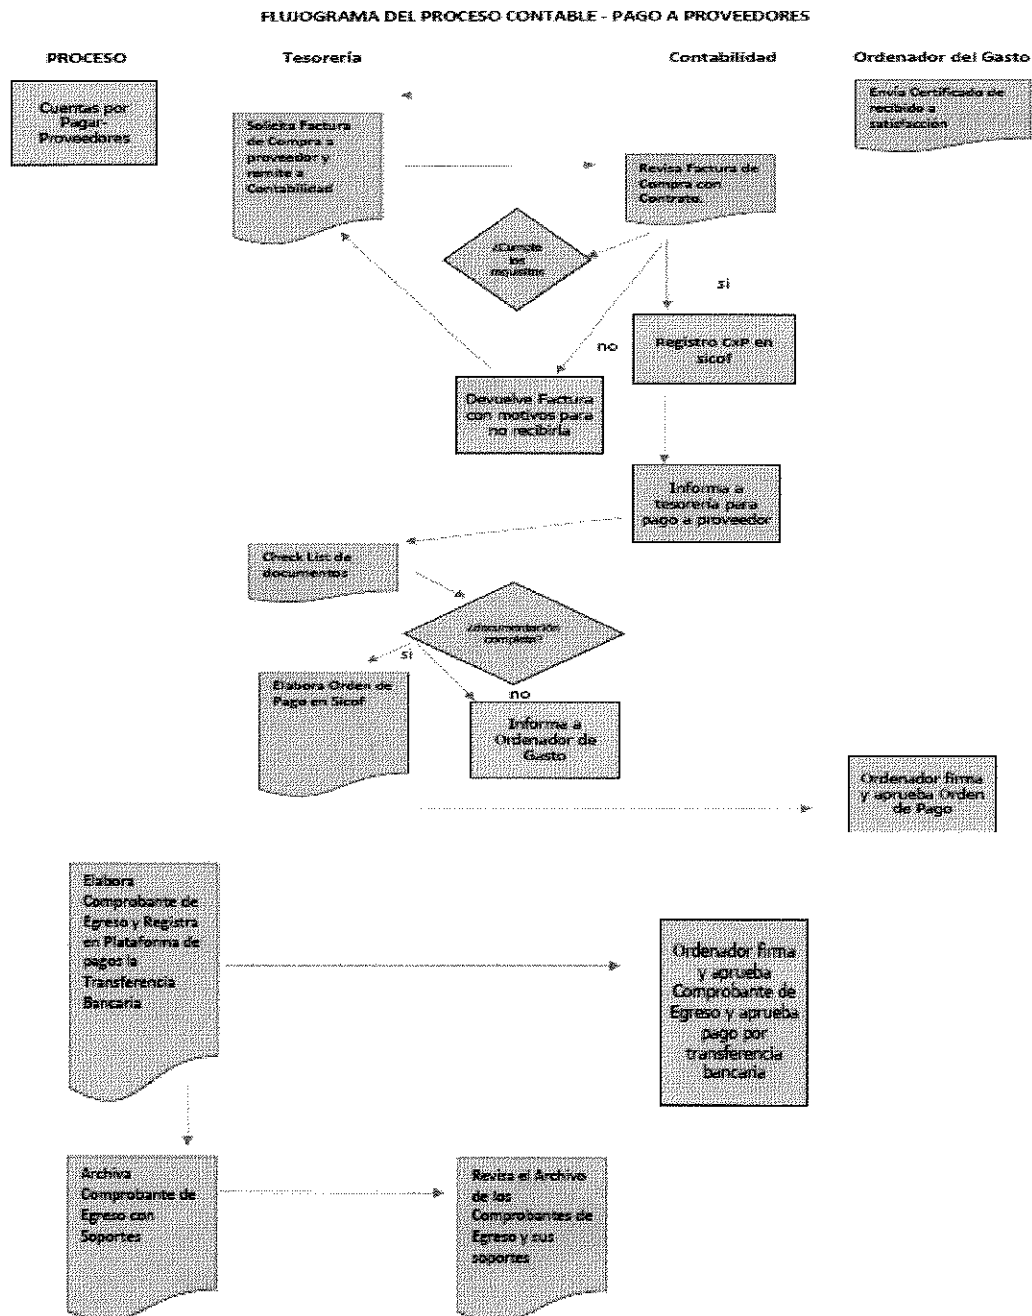 FLUJOGRAMA DEL PROCESO CONTABLE - PAGO A PROVEEDORES
PROCESO
Tesorería
Contabilidad
Ordenador del Gasto
Cuentas por
Pagar-
Proveedores
Envía Certificado de
recibido a
satisfacción
Solicita Factura
de Compra a
proveedor y
remite a
Contabilidad
Revisa Factura de
Compra con
Contrato.
¿Cumple
los
requisitos
si
no
Registro CxP en
sicof
Devuelve Factura
con motivos para
no recibirla
Informa a
tesorería para
pago a proveedor
Check List de
documentos
¿documentación
completa?
si
no
Elabora Orden de
Pago en Sicof
Informa a
Ordenador de
Gasto
Ordenador firma
y aprueba Orden
de Pago
Elabora
Comprobante de
Egreso y Registra
en Plataforma de
pagos la
Transferencia
Bancaria
Ordenador firma
y aprueba
Comprobante de
Egreso y aprueba
pago por
transferencia
bancaria
Archiva
Comprobante de
Egreso con
Soportes
Revisa el Archivo
de los
Comprobantes de
Egreso y sus
soportes